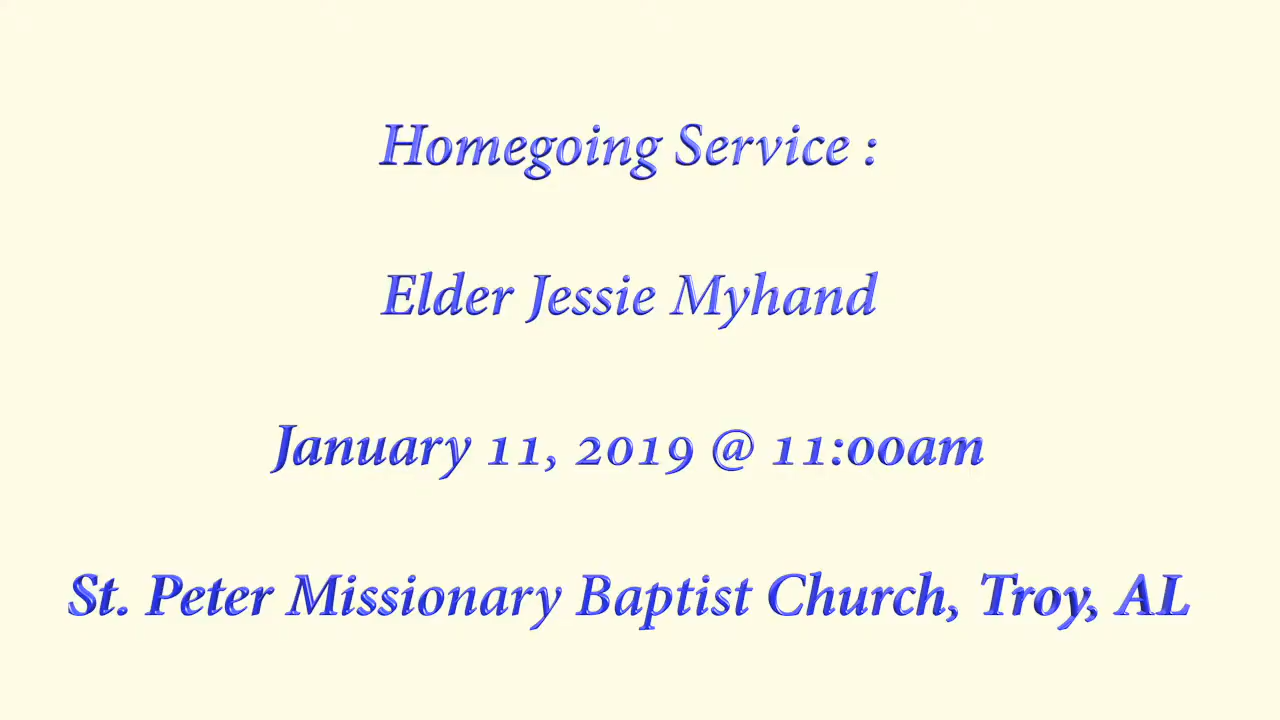 Homegoing Service :
Elder Jessie Myhand
January 11, 2019 @ 11:00am
St. Peter Missionary Baptist Church, Troy, AL